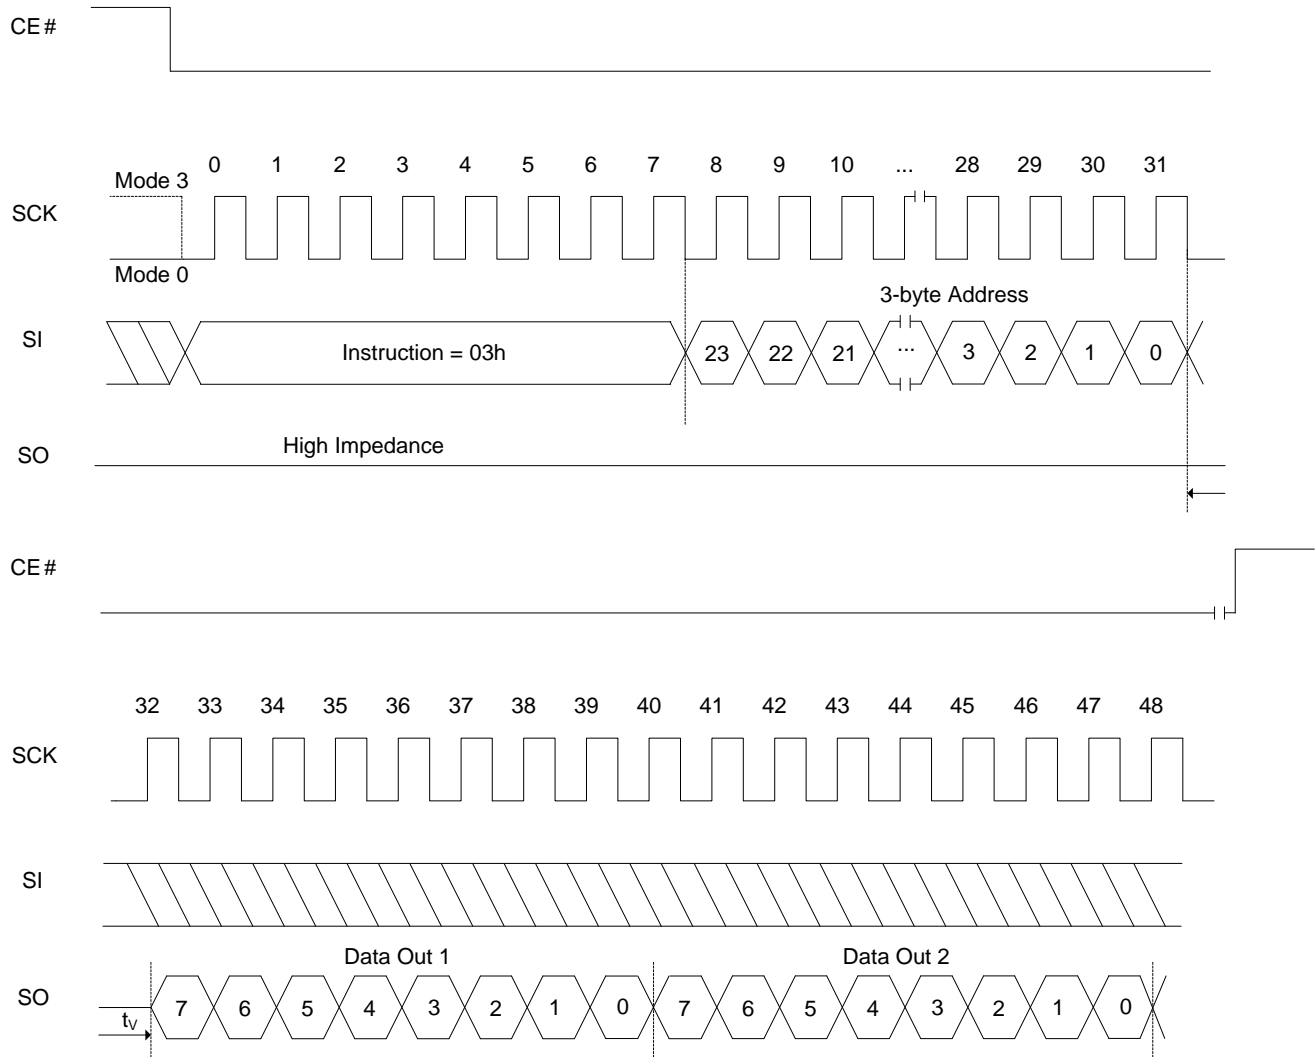 CE#
0 1 2 3 4 5 6 7 8 9 10 ... 28 29 30 31
Mode 3
SCK
Mode 0
3-byte Address
SI
Instruction = 03h 23 22 21 ... 3 2 1 0
High Impedance
SO
CE#
32 33 34 35 36 37 38 39 40 41 42 43 44 45 46 47 48
SCK
SI
Data Out 1 Data Out 2
SO
7 6 5 4 3 2 1 0 7 6 5 4 3 2 1 0
tV